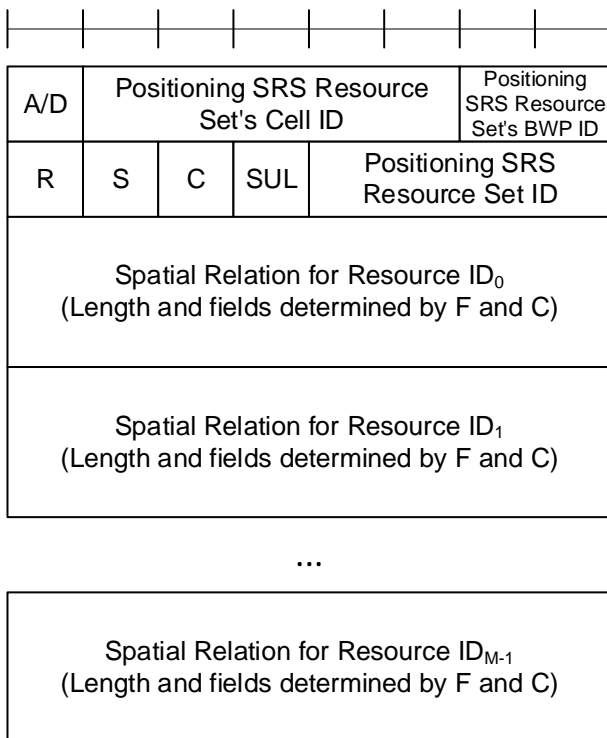 A/D
Positioning SRS Resource
Set's Cell ID
Positioning
SRS Resource
Set's BWP ID
R
S
C
SUL
Positioning SRS
Resource Set ID
Spatial Relation for Resource ID₀
(Length and fields determined by F and C)
Spatial Relation for Resource ID₁
(Length and fields determined by F and C)
...
Spatial Relation for Resource ID_{M-1}
(Length and fields determined by F and C)